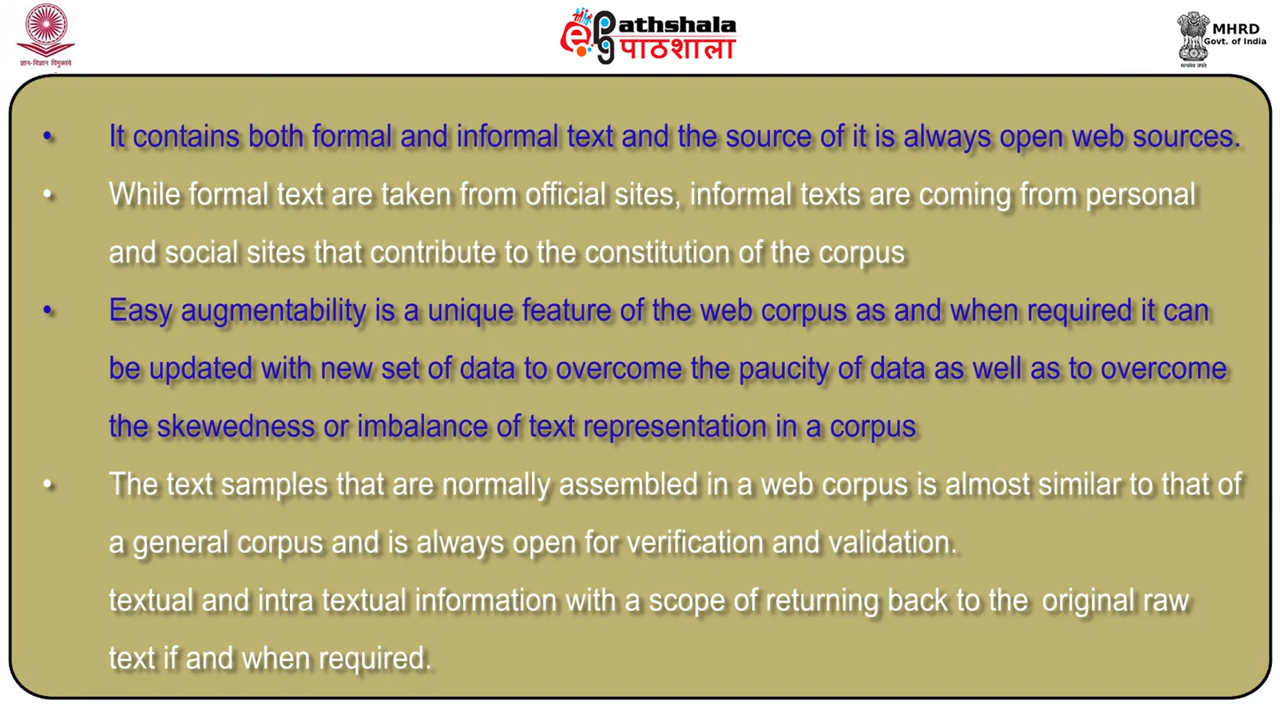 ज्ञान-विज्ञान विमुक्तये
epg
athshala
पाठशाला
MHRD
Govt. of India
सत्यमेव जयते
• It contains both formal and informal text and the source of it is always open web sources.
• While formal text are taken from official sites, informal texts are coming from personal
and social sites that contribute to the constitution of the corpus
• Easy augmentability is a unique feature of the web corpus as and when required it can
be updated with new set of data to overcome the paucity of data as well as to overcome
the skewedness or imbalance of text representation in a corpus
• The text samples that are normally assembled in a web corpus is almost similar to that of
a general corpus and is always open for verification and validation.
textual and intra textual information with a scope of returning back to the original raw
text if and when required.